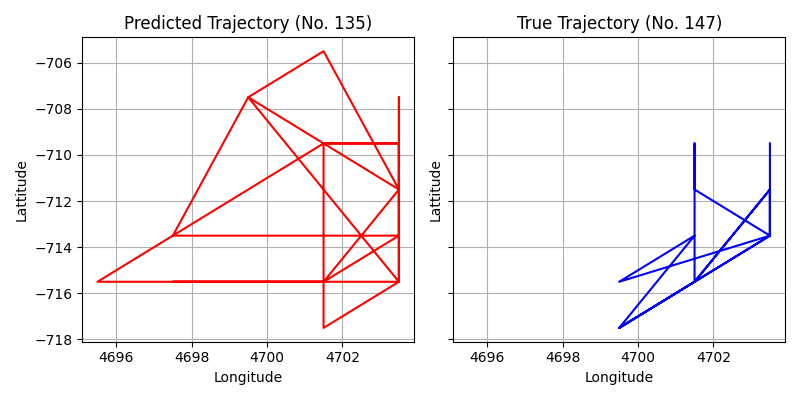 Predicted Trajectory (No. 135)
True Trajectory (No. 147)
−706
−708
−710
−712
−714
−716
−718
Lattitude
Lattitude
4696
4698
4700
4702
4696
4698
4700
4702
Longitude
Longitude